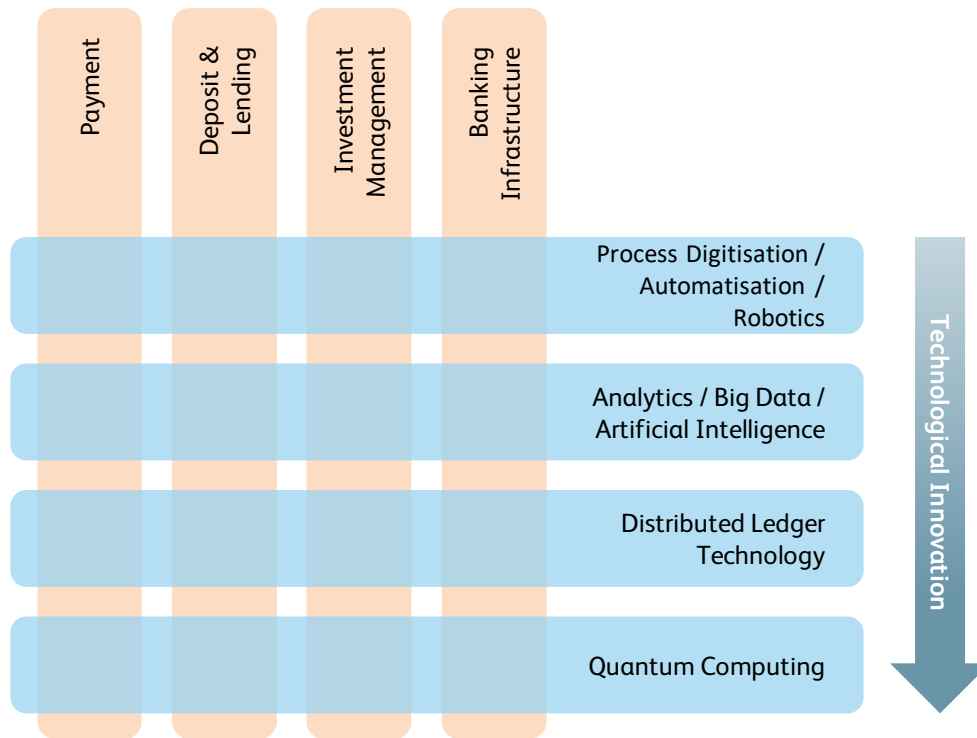 Payment
Deposit &
Lending
Investment
Management
Banking
Infrastructure
Process Digitisation /
Automatisation /
Robotics
Analytics / Big Data /
Artificial Intelligence
Distributed Ledger
Technology
Quantum Computing
Technological Innovation